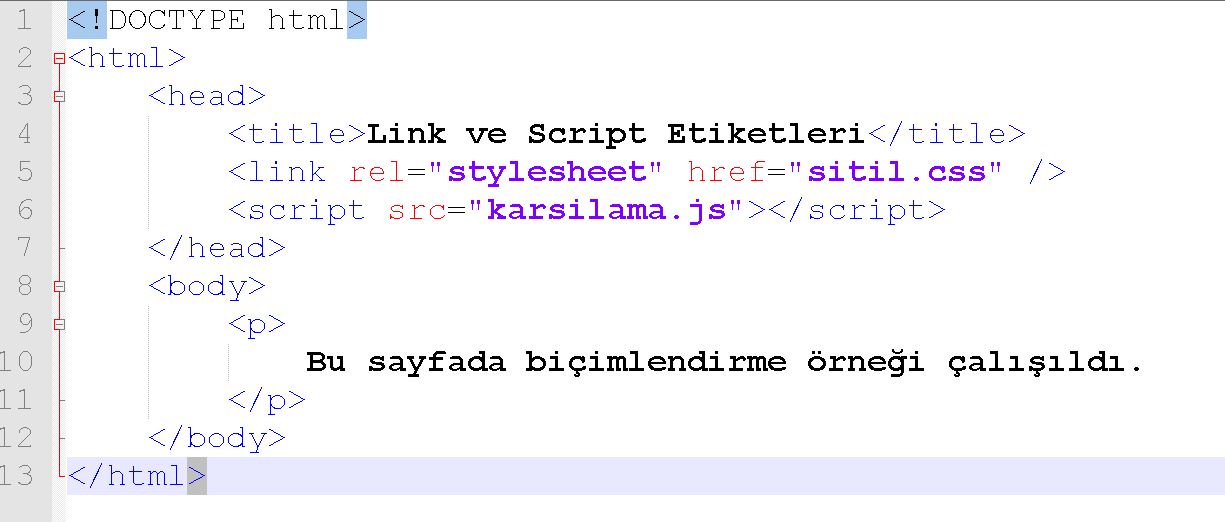 1 <!DOCTYPE html>
2 <html>
3 <head>
4 <title>Link ve Script Etiketleri</title>
5 <link rel="stylesheet" href="sitil.css" />
6 <script src="karsilama.js"></script>
7 </head>
8 <body>
9 <p>
10 Bu sayfada biçimlendirme örneği çalışıldı.
11 </p>
12 </body>
13 </html>